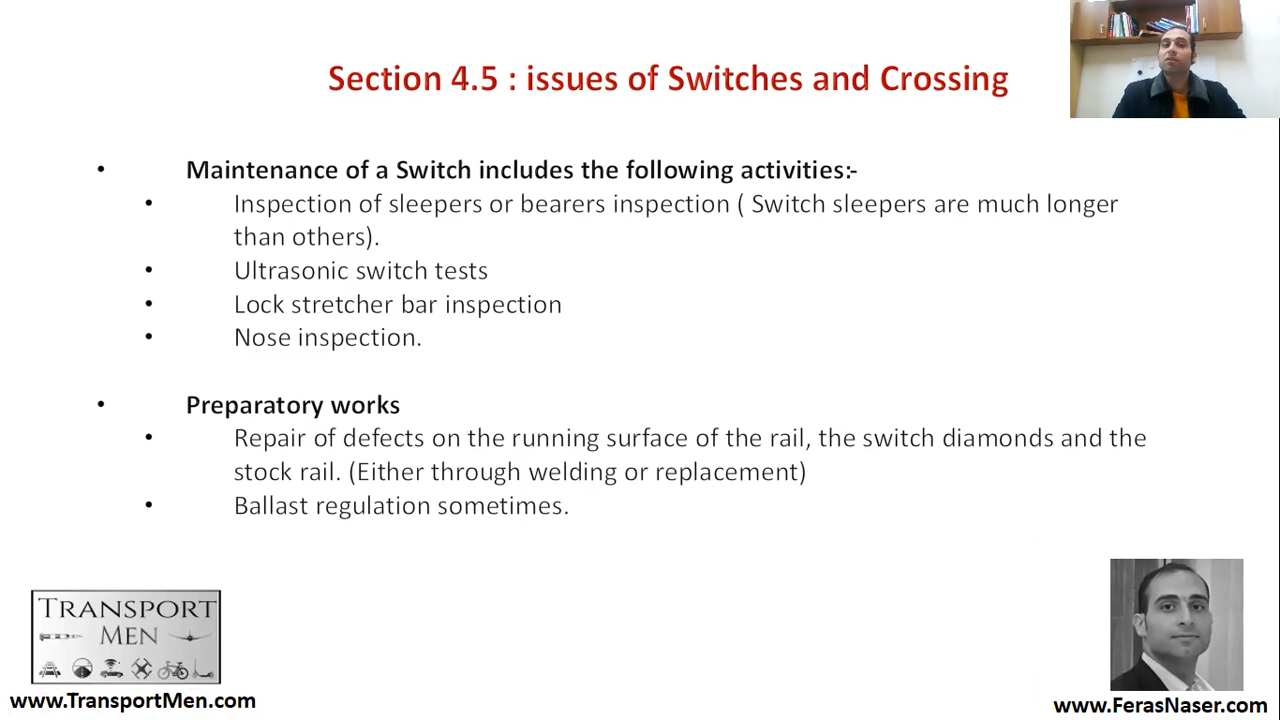 Section 4.5 : issues of Switches and Crossing
• Maintenance of a Switch includes the following activities:-
• Inspection of sleepers or bearers inspection ( Switch sleepers are much longer
than others).
• Ultrasonic switch tests
• Lock stretcher bar inspection
• Nose inspection.
• Preparatory works
• Repair of defects on the running surface of the rail, the switch diamonds and the
stock rail. (Either through welding or replacement)
• Ballast regulation sometimes.
TRANSPORT
MEN
www.TransportMen.com
www.FerasNaser.com